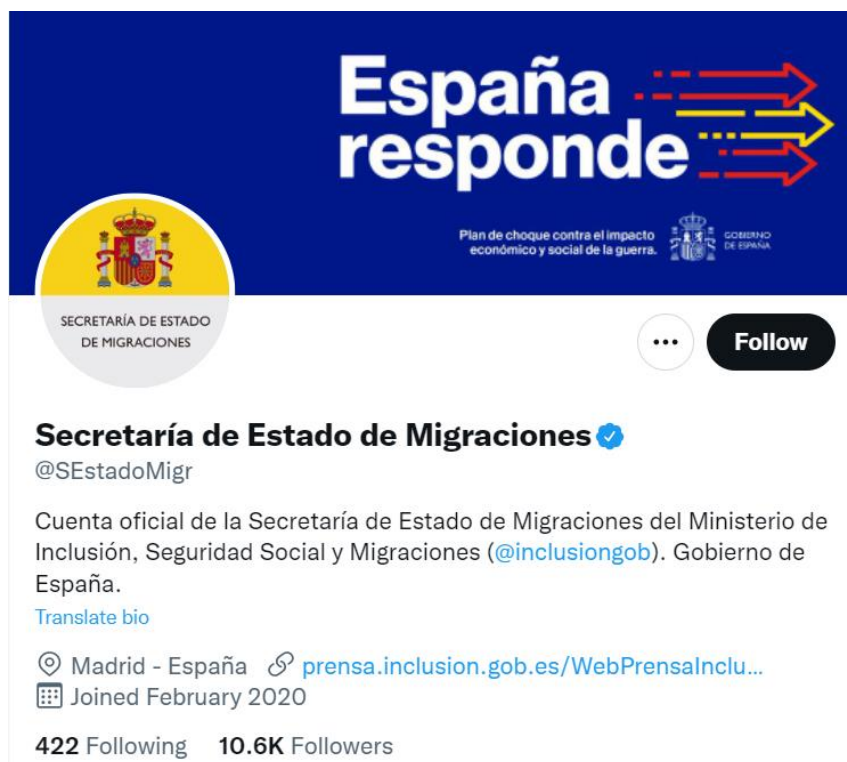 España
responde
Plan de choque contra el impacto
económico y social de la guerra.
GOBIERNO
DE ESPAÑA
SECRETARÍA DE ESTADO
DE MIGRACIONES
Follow
Secretaría de Estado de Migraciones
@SEstadoMigr
Cuenta oficial de la Secretaría de Estado de Migraciones del Ministerio de
Inclusión, Seguridad Social y Migraciones (@inclusiongob). Gobierno de
España.
Translate bio
Madrid - España prensa.inclusion.gob.es/WebPrensaInclu...
Joined February 2020
422 Following 10.6K Followers